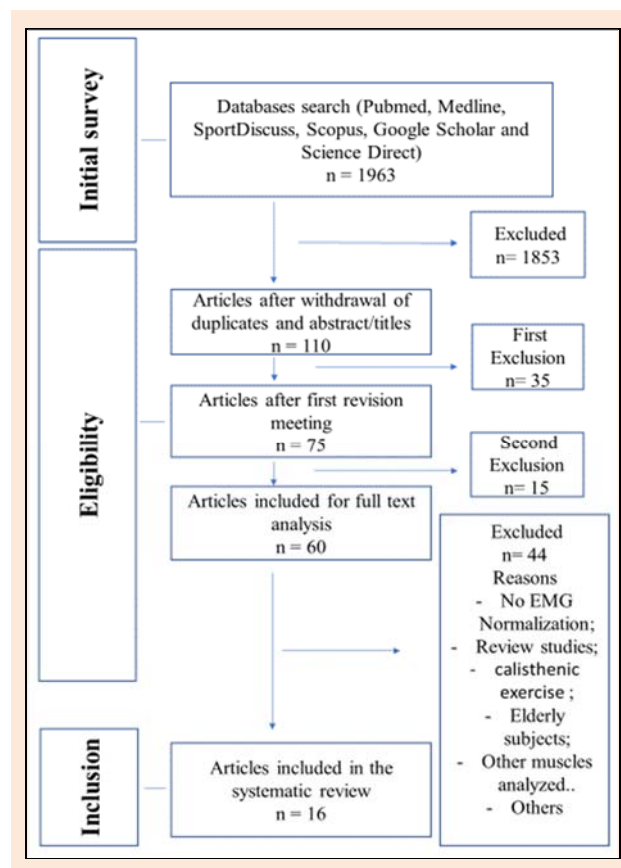 Initial survey
Databases search (Pubmed, Medline,
SportDiscuss, Scopus, Google Scholar and
Science Direct)
n = 1963
Excluded
n= 1853
Eligibility
Articles after withdrawal of
duplicates and abstract/titles
n = 110
First
Exclusion
n= 35
Articles after first revision
meeting
n = 75
Second
Exclusion
n= 15
Articles included for full text
analysis
n = 60
Excluded
n= 44
Reasons
- No EMG
Normalization;
- Review studies;
- calisthenic
exercise ;
- Elderly
subjects;
- Other muscles
analyzed..
- Others
Inclusion
Articles included in the
systematic review
n = 16